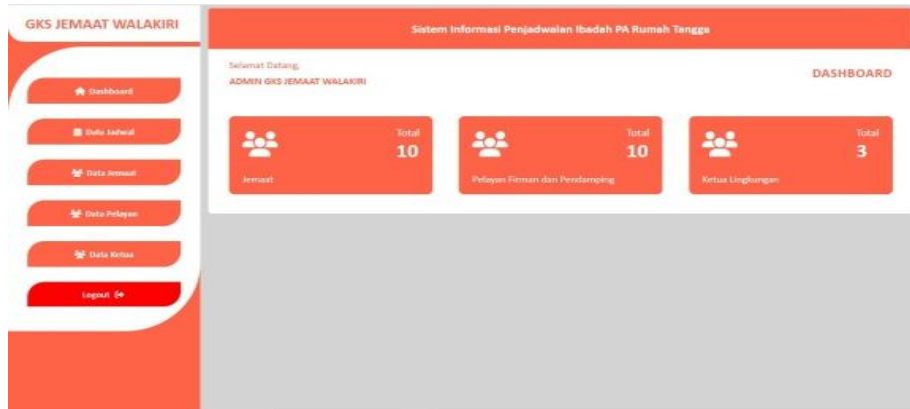 GKS JEMAAT WALAKIRI
Sistem Informasi Penjadwalan Ibadah PA Rumah Tangga
Selamat Datang,
ADMIN GKS JEMAAT WALAKIRI
DASHBOARD
Dashboard
Data Jadwal
Data Jemaat
Data Pelayan
Data Ketua
Logout
Total
10
Jemaat
Total
10
Pelayan Firman dan Pendamping
Total
3
Ketua Lingkungan